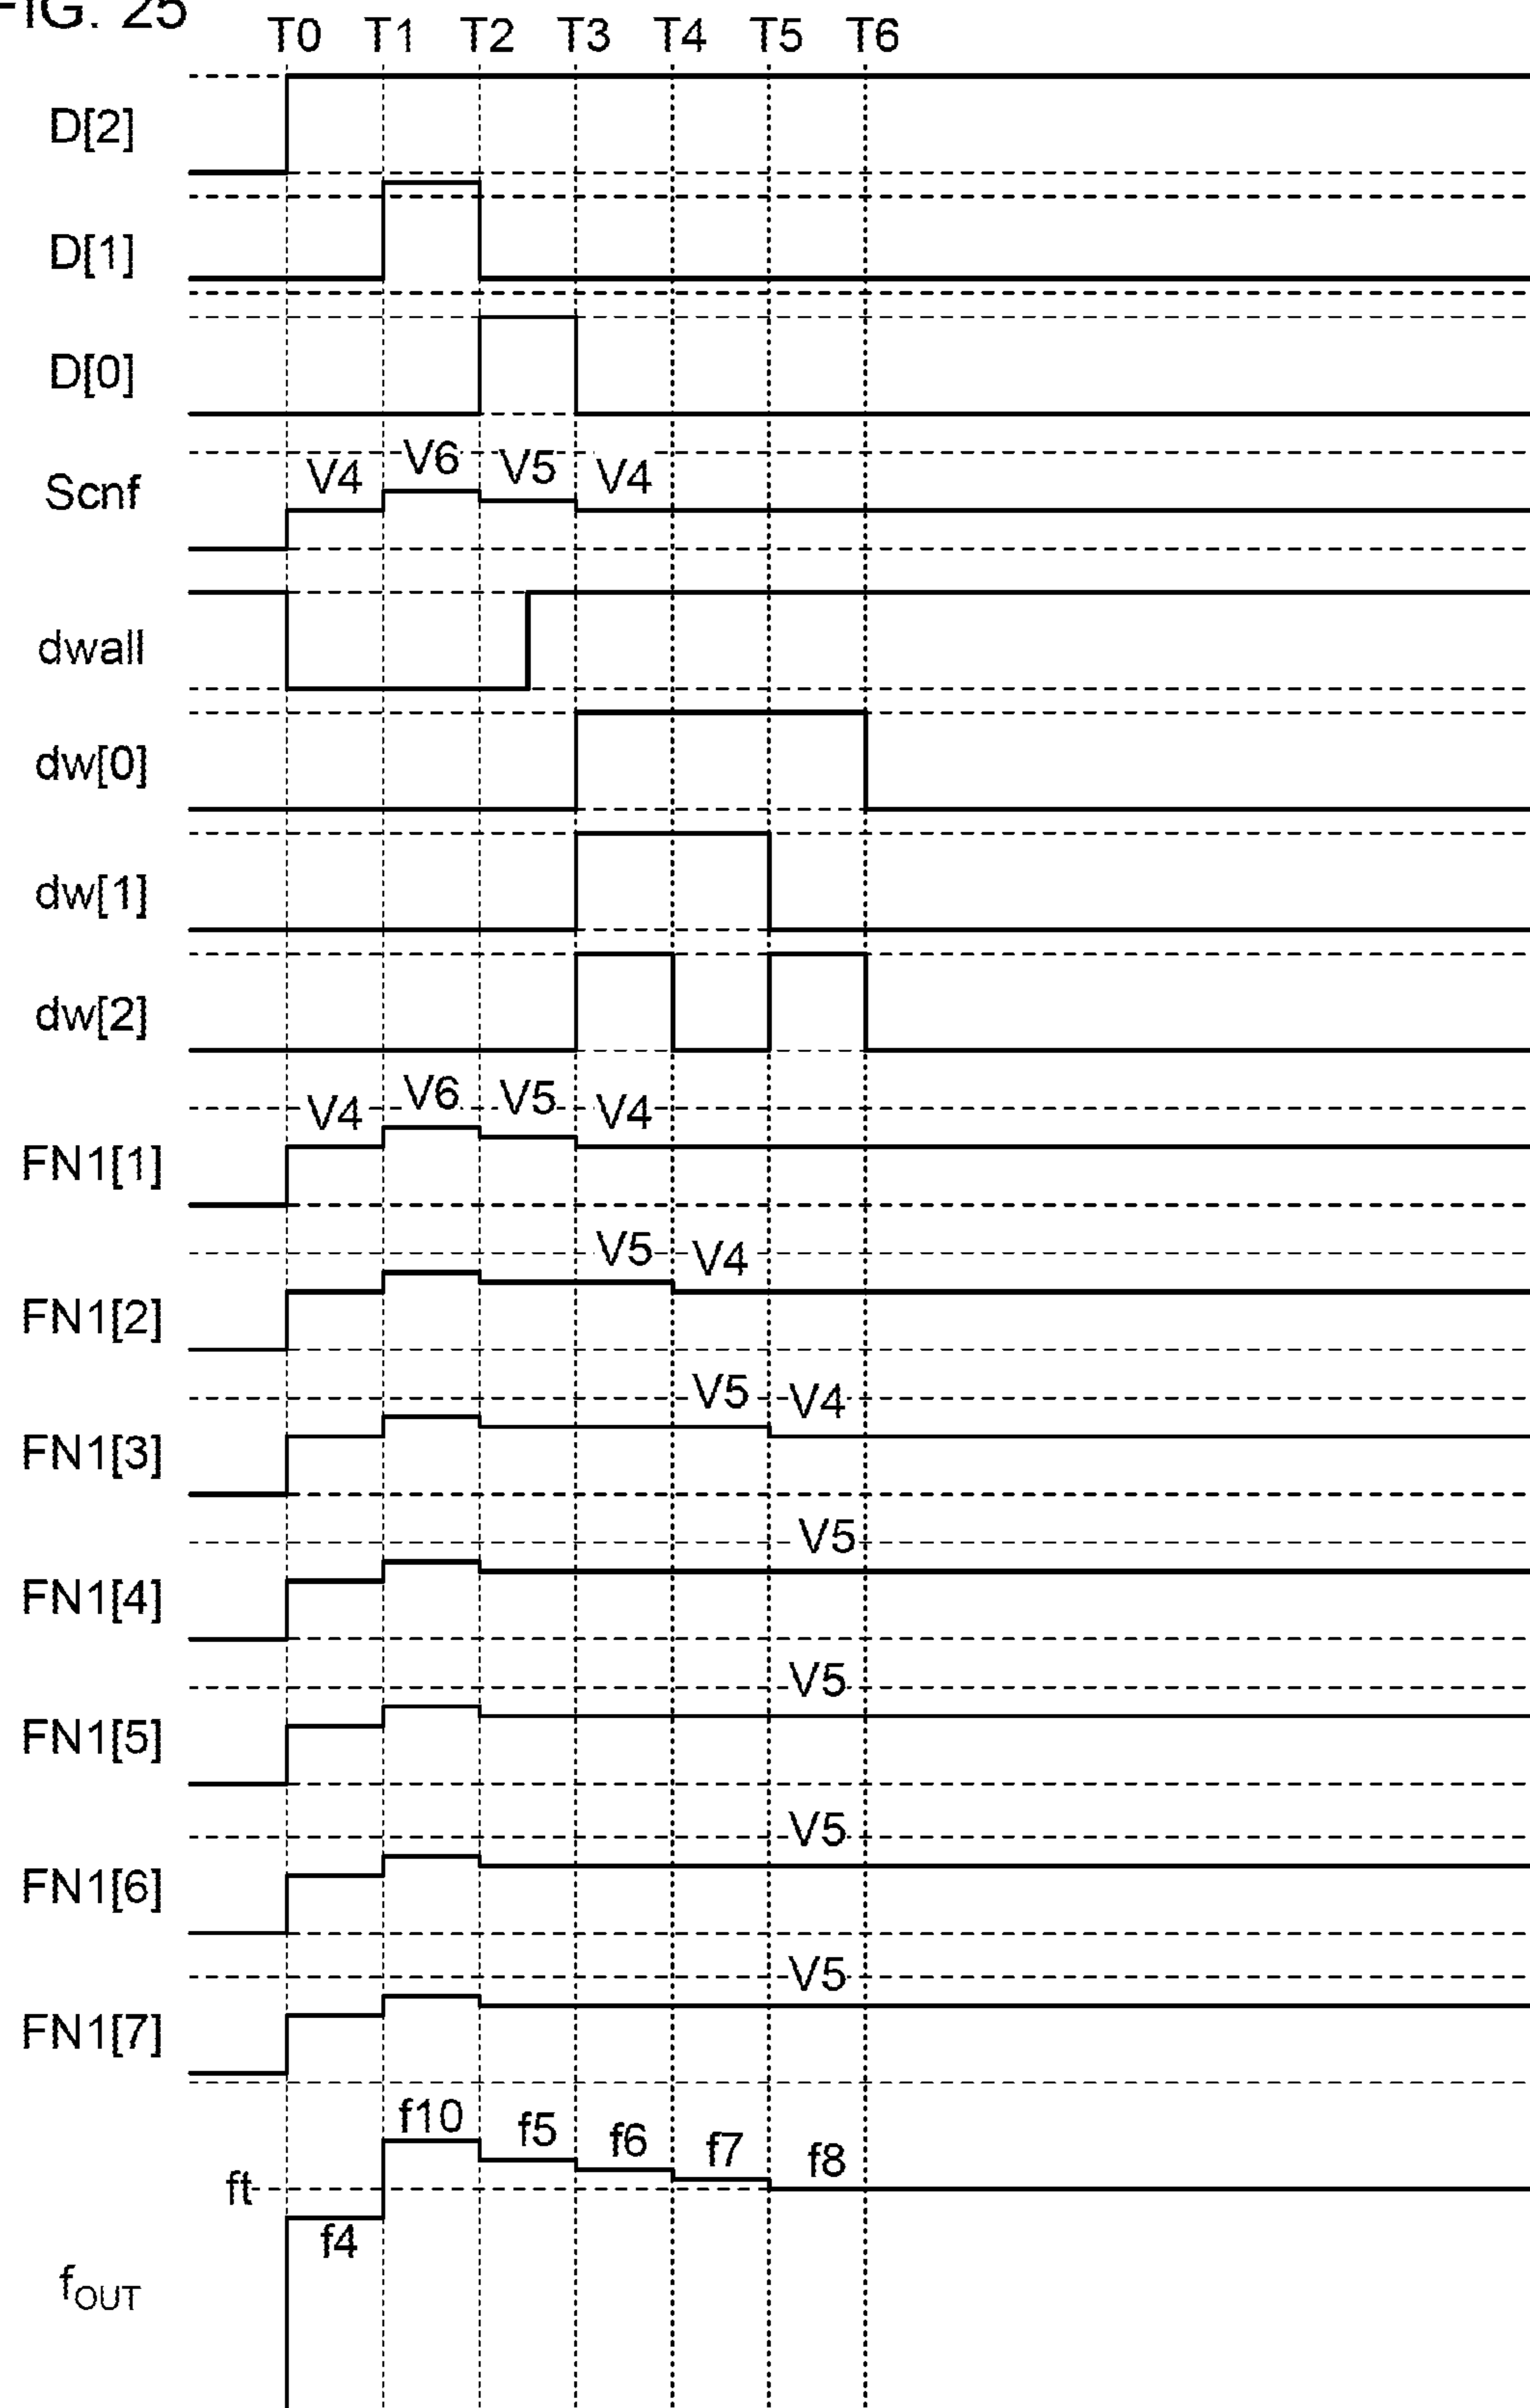 FIG. 25
T0 T1 T2 T3 T4 T5 T6
D[2]
D[1]
D[0]
Scnf V4 V6 V5 V4
dwall
dw[0]
dw[1]
dw[2]
FN1[1] V4 V6 V5 V4
FN1[2] V5 V4
FN1[3] V5 V4
FN1[4] V5
FN1[5] V5
FN1[6] V5
FN1[7] V5
f10 f5 f6 f7 f8
ft
f4
fOUT